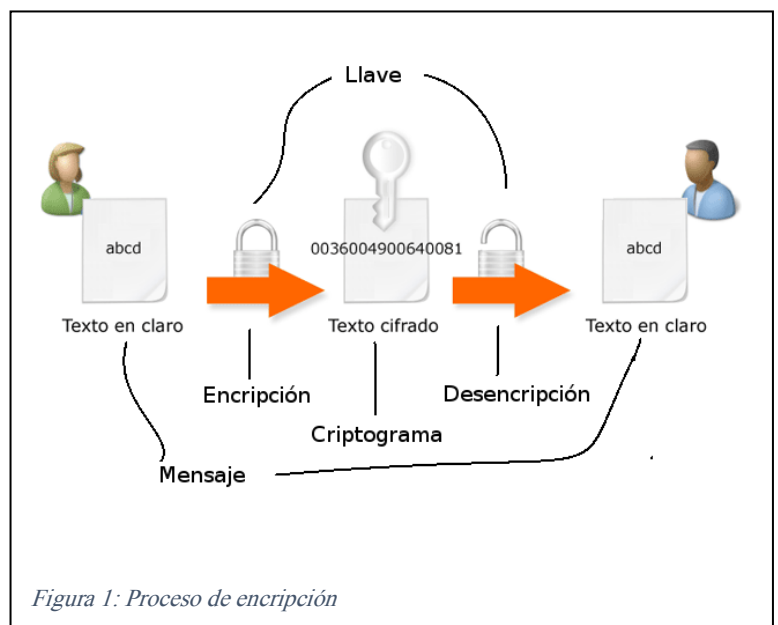 Llave
abcd
0036004900640081
abcd
Texto en claro
Texto cifrado
Texto en claro
Encripción
Desencripción
Criptograma
Mensaje
Figura 1: Proceso de encripción